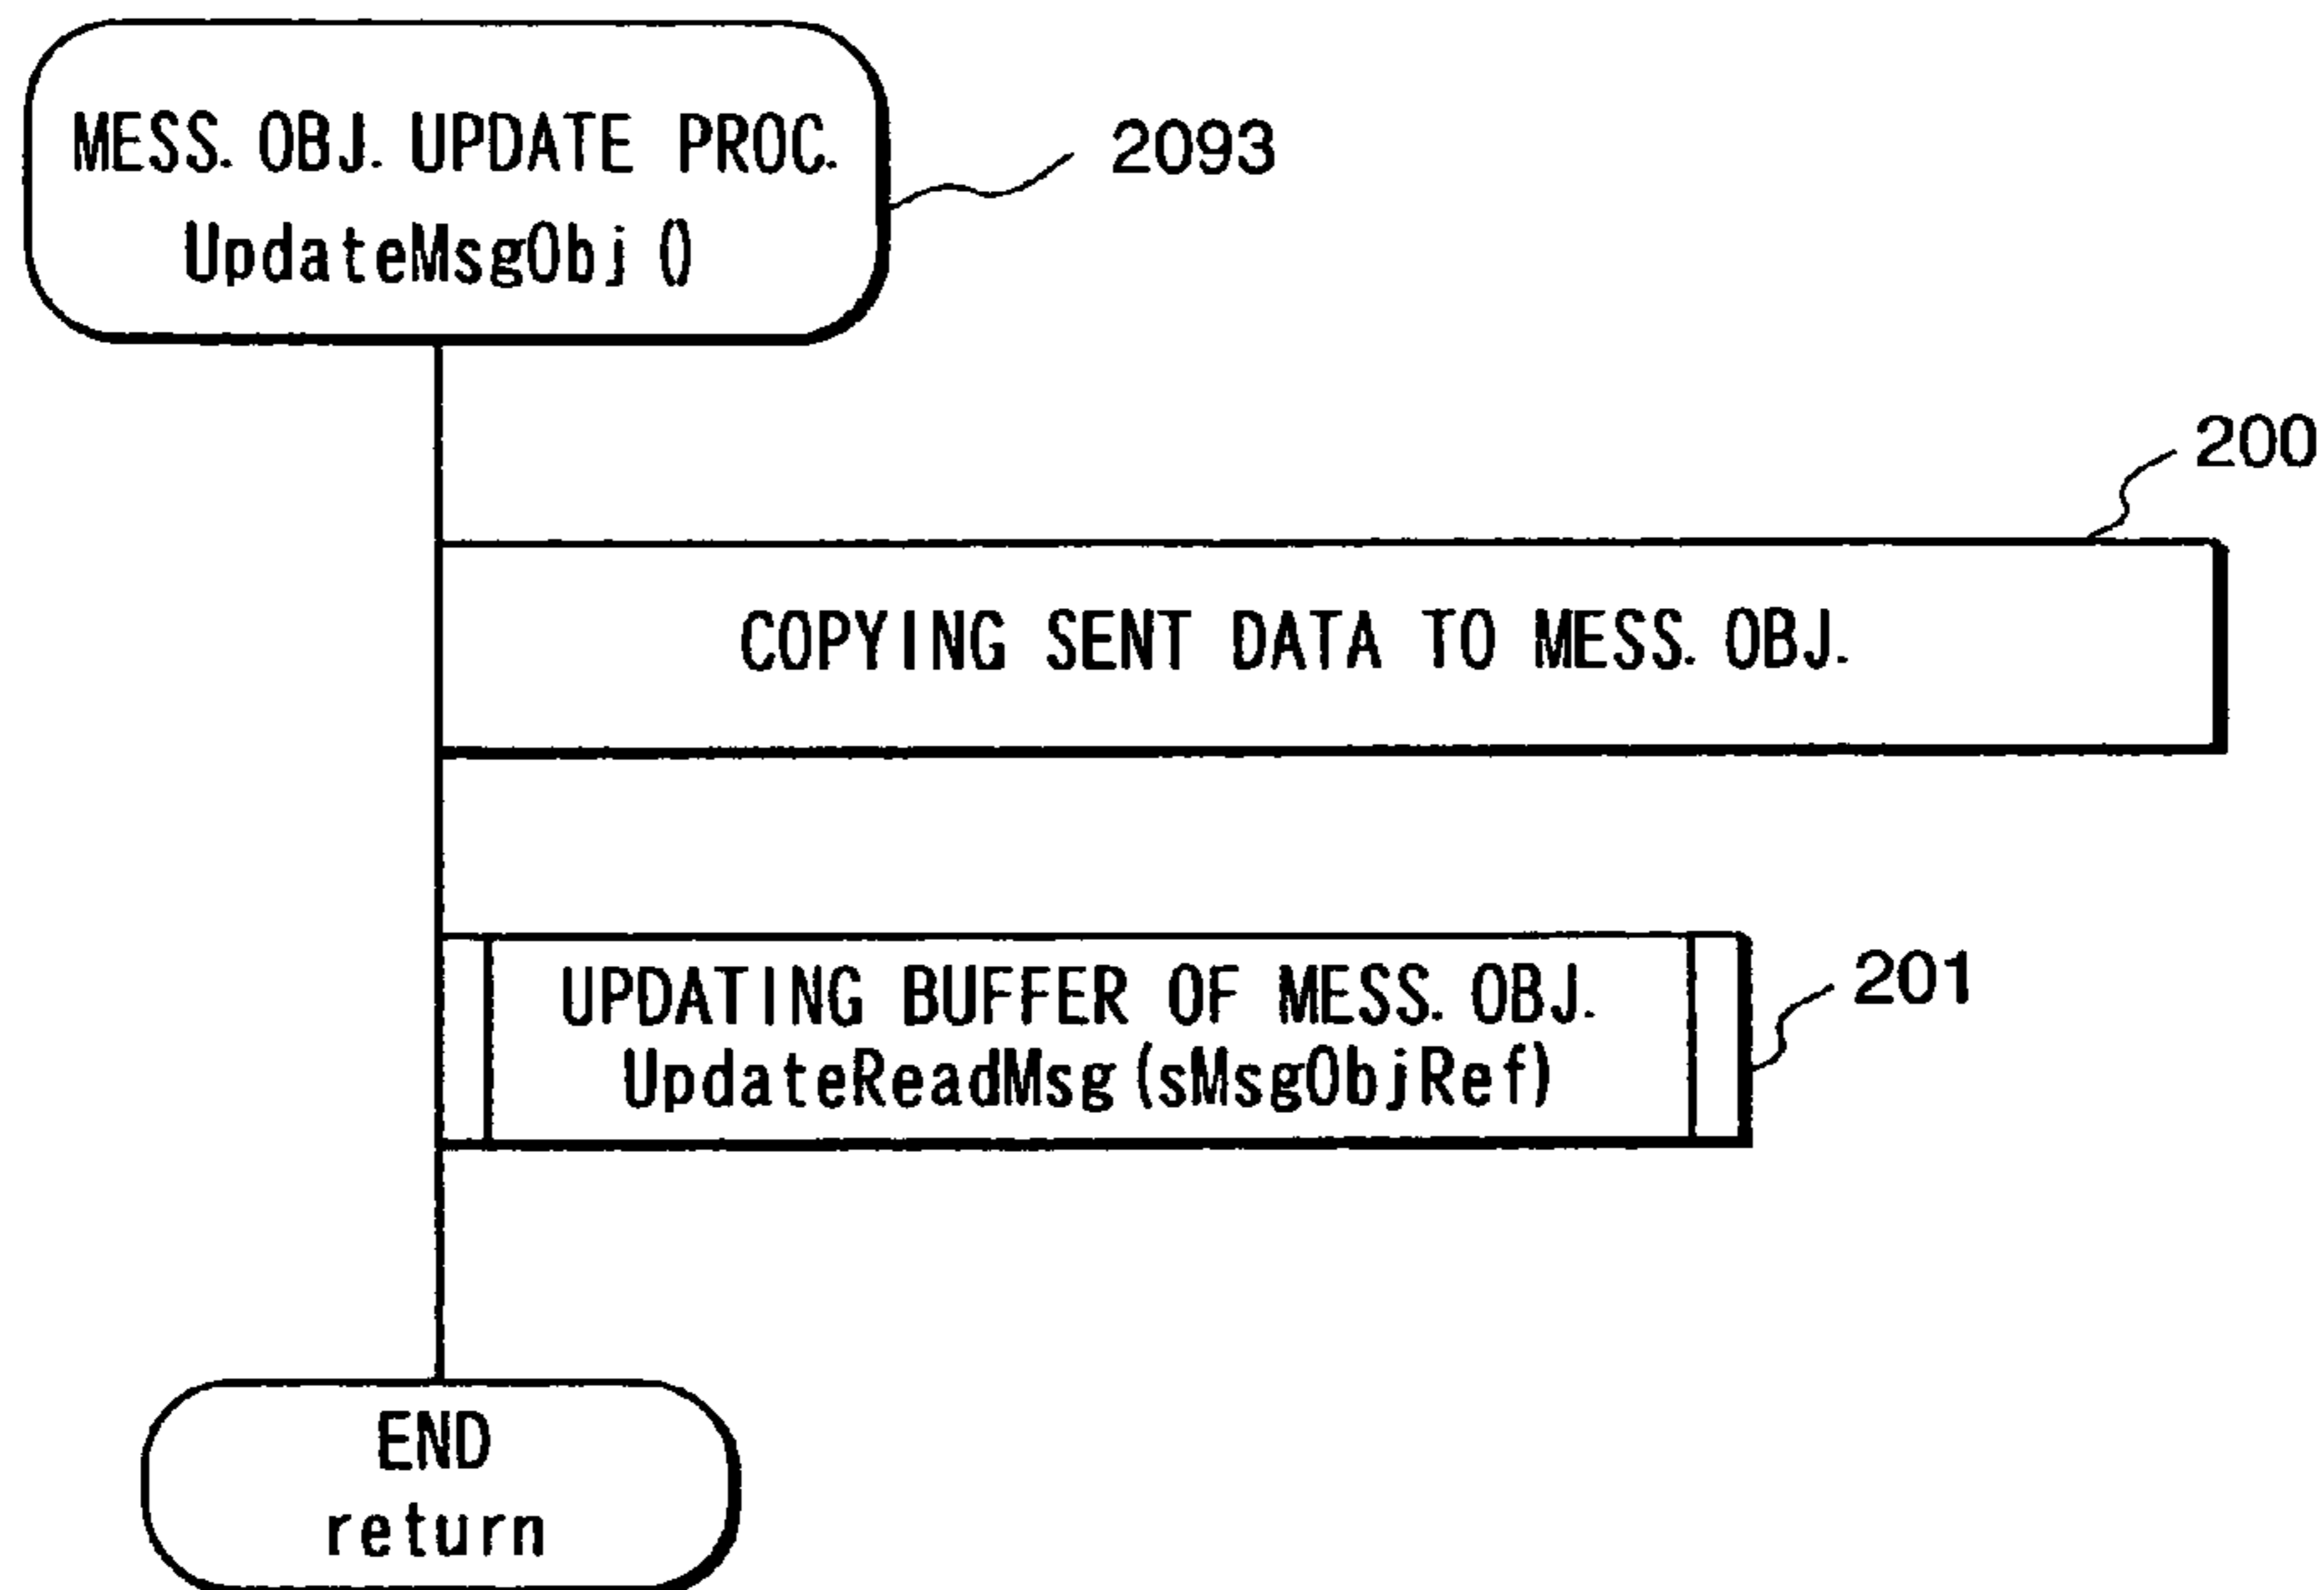 MESS. OBJ. UPDATE PROC.
UpdateMsgObj ()
2093
200
COPYING SENT DATA TO MESS. OBJ.
UPDATING BUFFER OF MESS. OBJ.
UpdateReadMsg (sMsgObjRef)
201
END
return